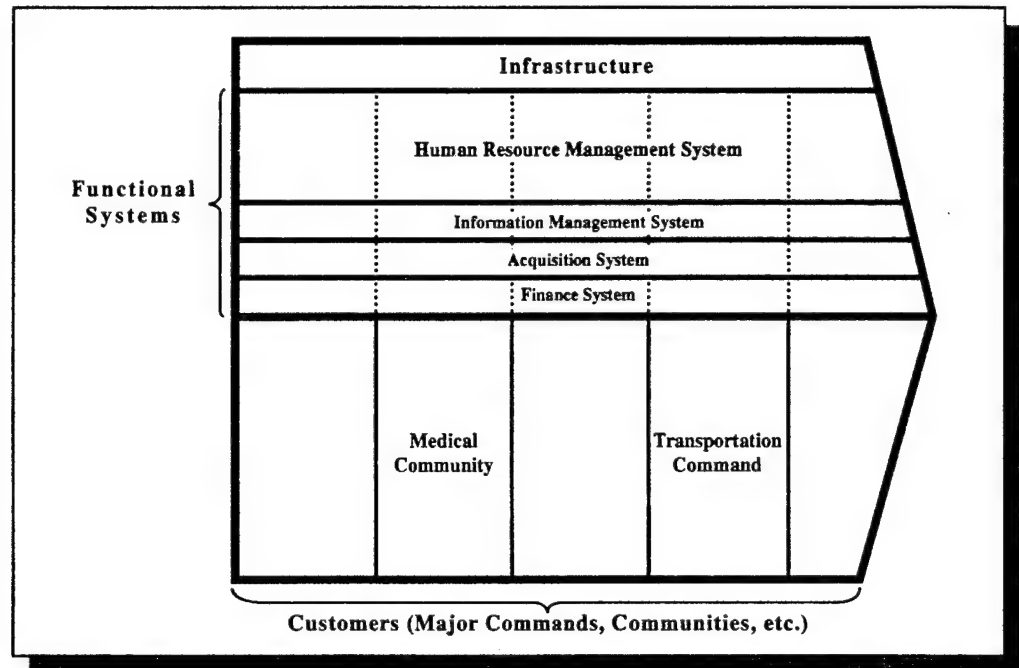 Infrastructure
Human Resource Management System
Functional
Systems
Information Management System
Acquisition System
Finance System
Medical
Community
Transportation
Command
Customers (Major Commands, Communities, etc.)